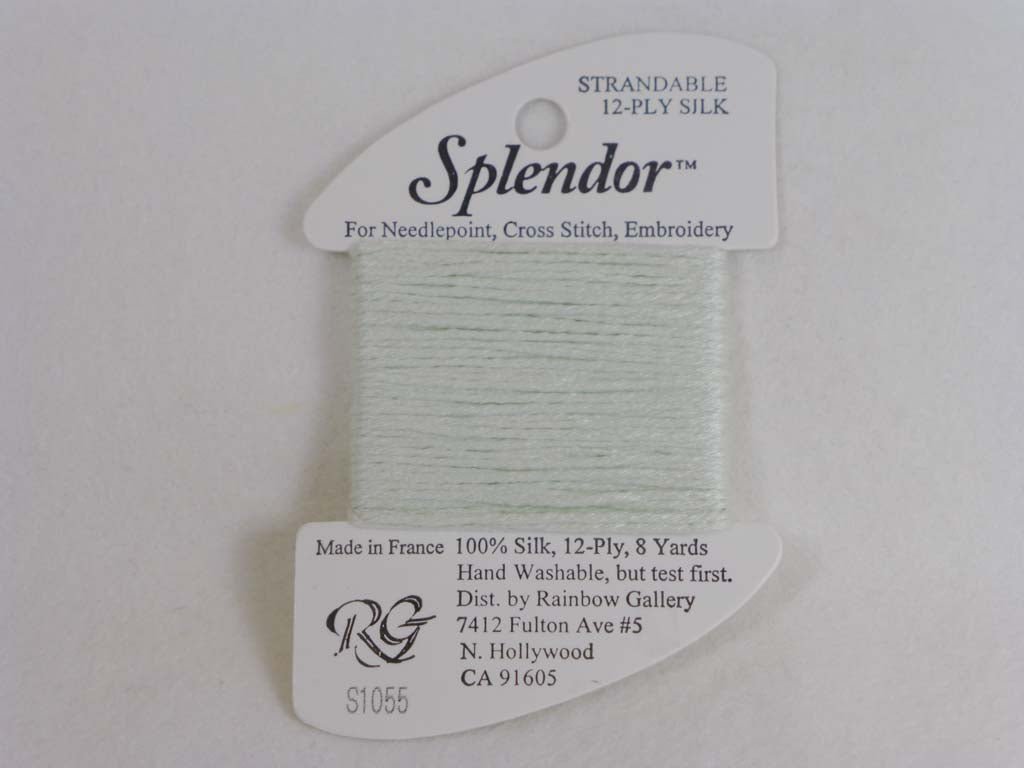 STRANDABLE
12-PLY SILK
Splendor™
For Needlepoint, Cross Stitch, Embroidery
Made in France 100% Silk, 12-Ply, 8 Yards
Hand Washable, but test first.
Dist. by Rainbow Gallery
7412 Fulton Ave #5
N. Hollywood
CA 91605
RG
S1055